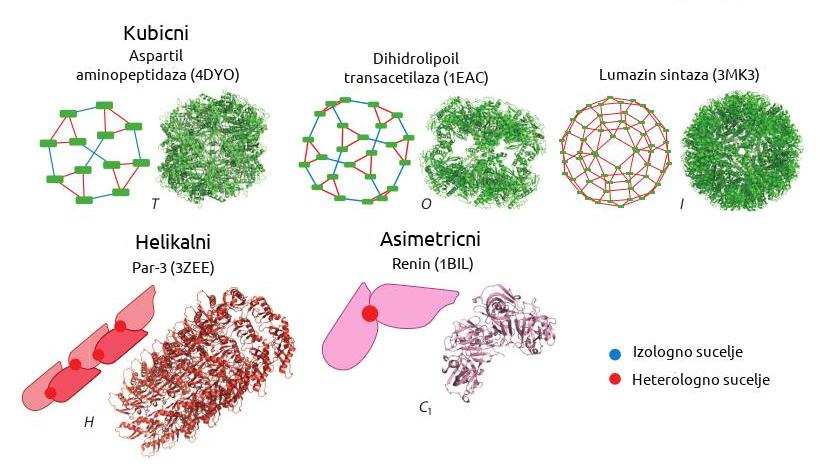 Kubicni
Aspartil
aminopeptidaza (4DYO)
Dihidrolipoil
transacetilaza (1EAC)
Lumazin sintaza (3MK3)
T
O
I
Helikalni
Par-3 (3ZEE)
Asimetricni
Renin (1BIL)
H
C₁
Izologno sucelje
Heterologno sucelje